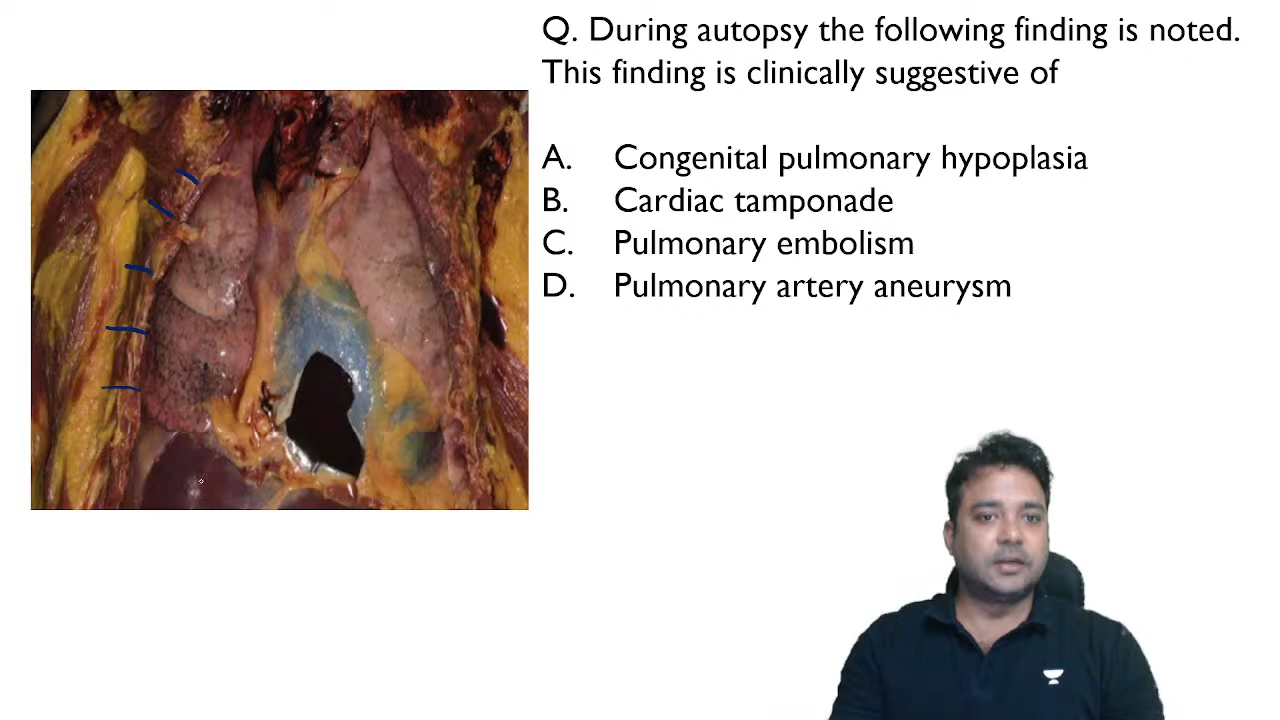 Q. During autopsy the following finding is noted.
This finding is clinically suggestive of
A. Congenital pulmonary hypoplasia
B. Cardiac tamponade
C. Pulmonary embolism
D. Pulmonary artery aneurysm